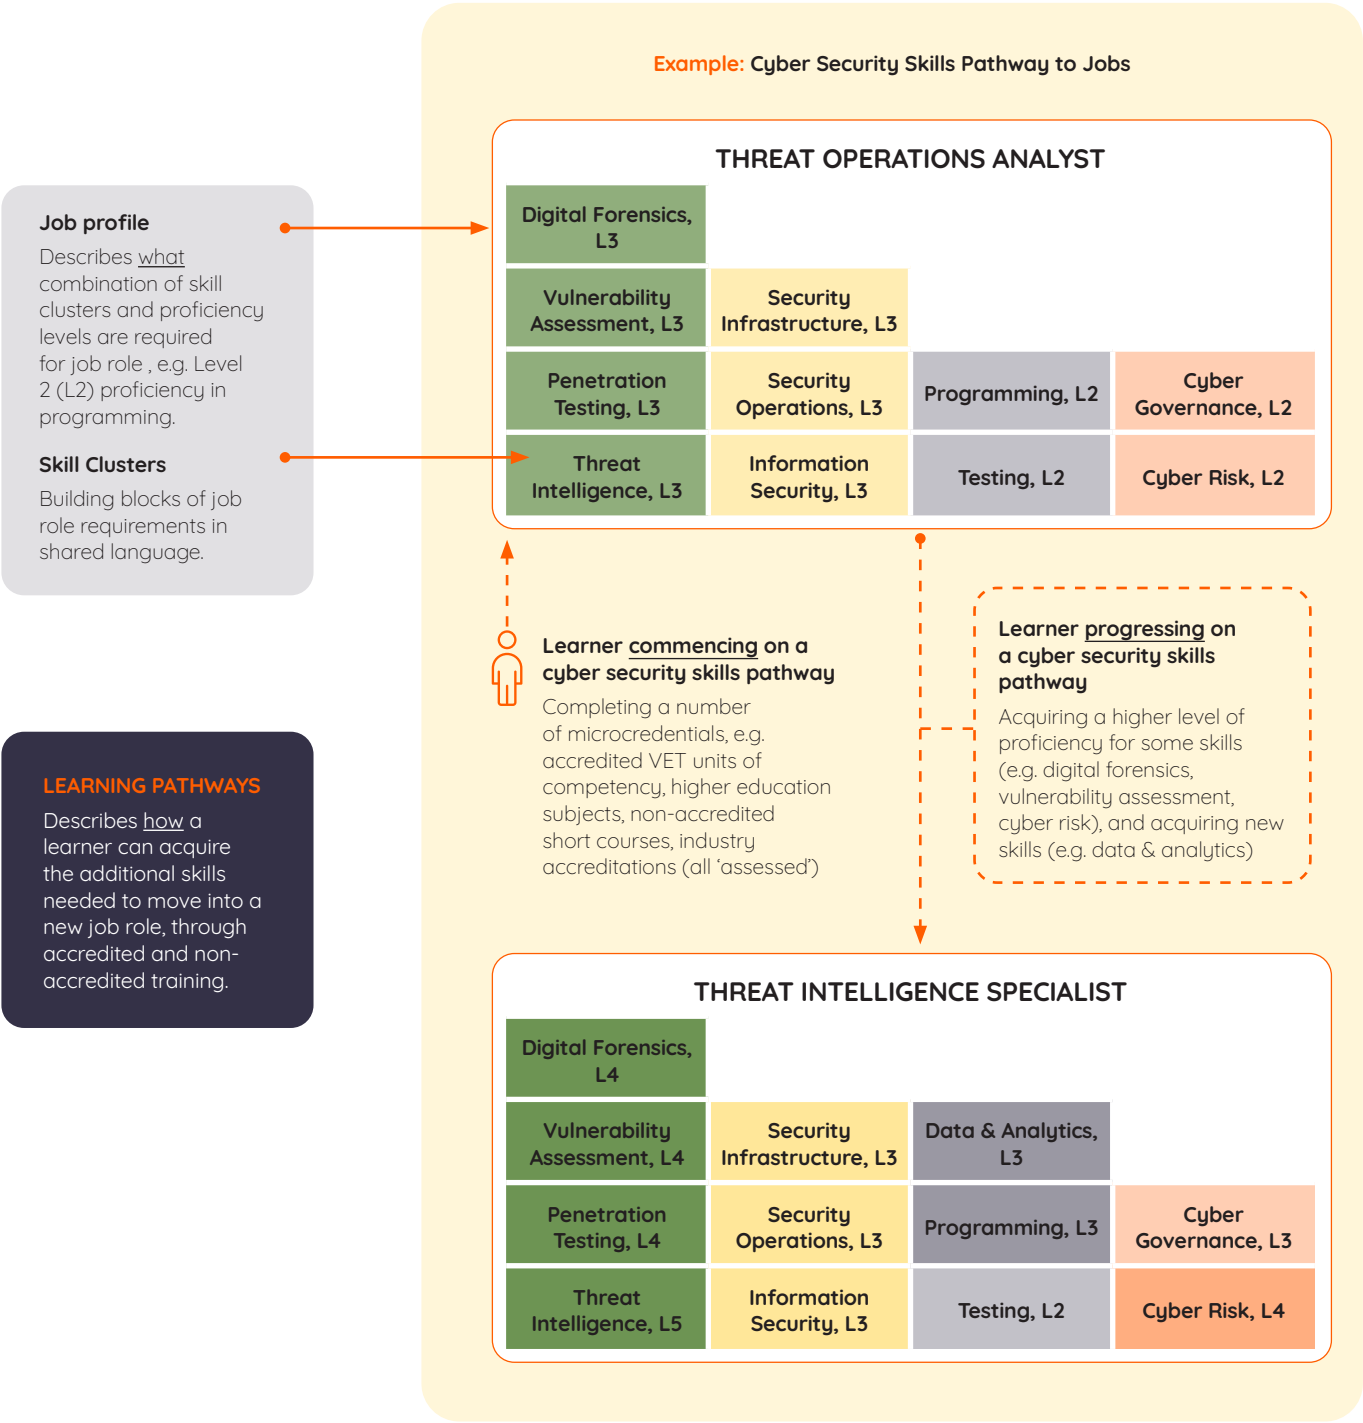 Example: Cyber Security Skills Pathway to Jobs
THREAT OPERATIONS ANALYST
Digital Forensics,
L3
Vulnerability
Assessment, L3
Security
Infrastructure, L3
Penetration
Testing, L3
Security
Operations, L3
Programming, L2
Cyber
Governance, L2
Threat
Intelligence, L3
Information
Security, L3
Testing, L2
Cyber Risk, L2
Job profile
Describes what
combination of skill
clusters and proficiency
levels are required
for job role , e.g. Level
2 (L2) proficiency in
programming.
Skill Clusters
Building blocks of job
role requirements in
shared language.
Learner commencing on a
cyber security skills pathway
Completing a number
of microcredentials, e.g.
accredited VET units of
competency, higher education
subjects, non-accredited
short courses, industry
accreditations (all ‘assessed’)
Learner progressing on
a cyber security skills
pathway
Acquiring a higher level of
proficiency for some skills
(e.g. digital forensics,
vulnerability assessment,
cyber risk), and acquiring new
skills (e.g. data & analytics)
LEARNING PATHWAYS
Describes how a
learner can acquire
the additional skills
needed to move into a
new job role, through
accredited and non-
accredited training.
THREAT INTELLIGENCE SPECIALIST
Digital Forensics,
L4
Vulnerability
Assessment, L4
Security
Infrastructure, L3
Data & Analytics,
L3
Penetration
Testing, L4
Security
Operations, L3
Programming, L3
Cyber
Governance, L3
Threat
Intelligence, L5
Information
Security, L3
Testing, L2
Cyber Risk, L4